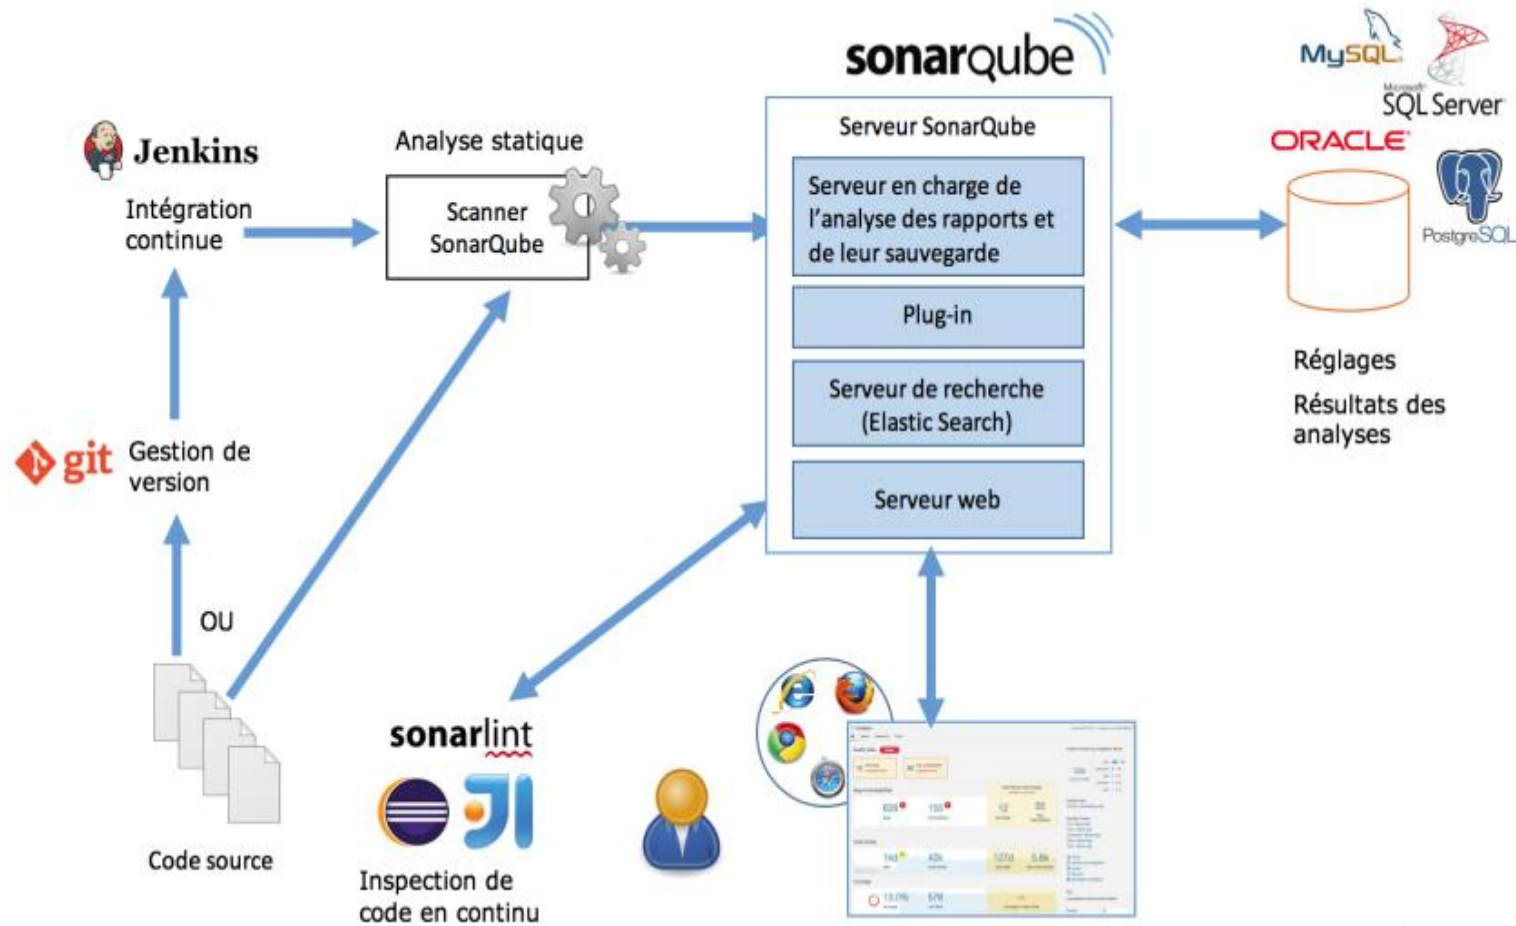 sonarqube
MySQL
Microsoft
SQL Server
ORACLE
PostgreSQL
Jenkins
Intégration
continue
Analyse statique
Scanner
SonarQube
Serveur SonarQube
Serveur en charge de
l'analyse des rapports et
de leur sauvegarde
Plug-in
Serveur de recherche
(Elastic Search)
Serveur web
Réglages
Résultats des
analyses
git
Gestion de
version
OU
Code source
sonarlint
Inspection de
code en continu